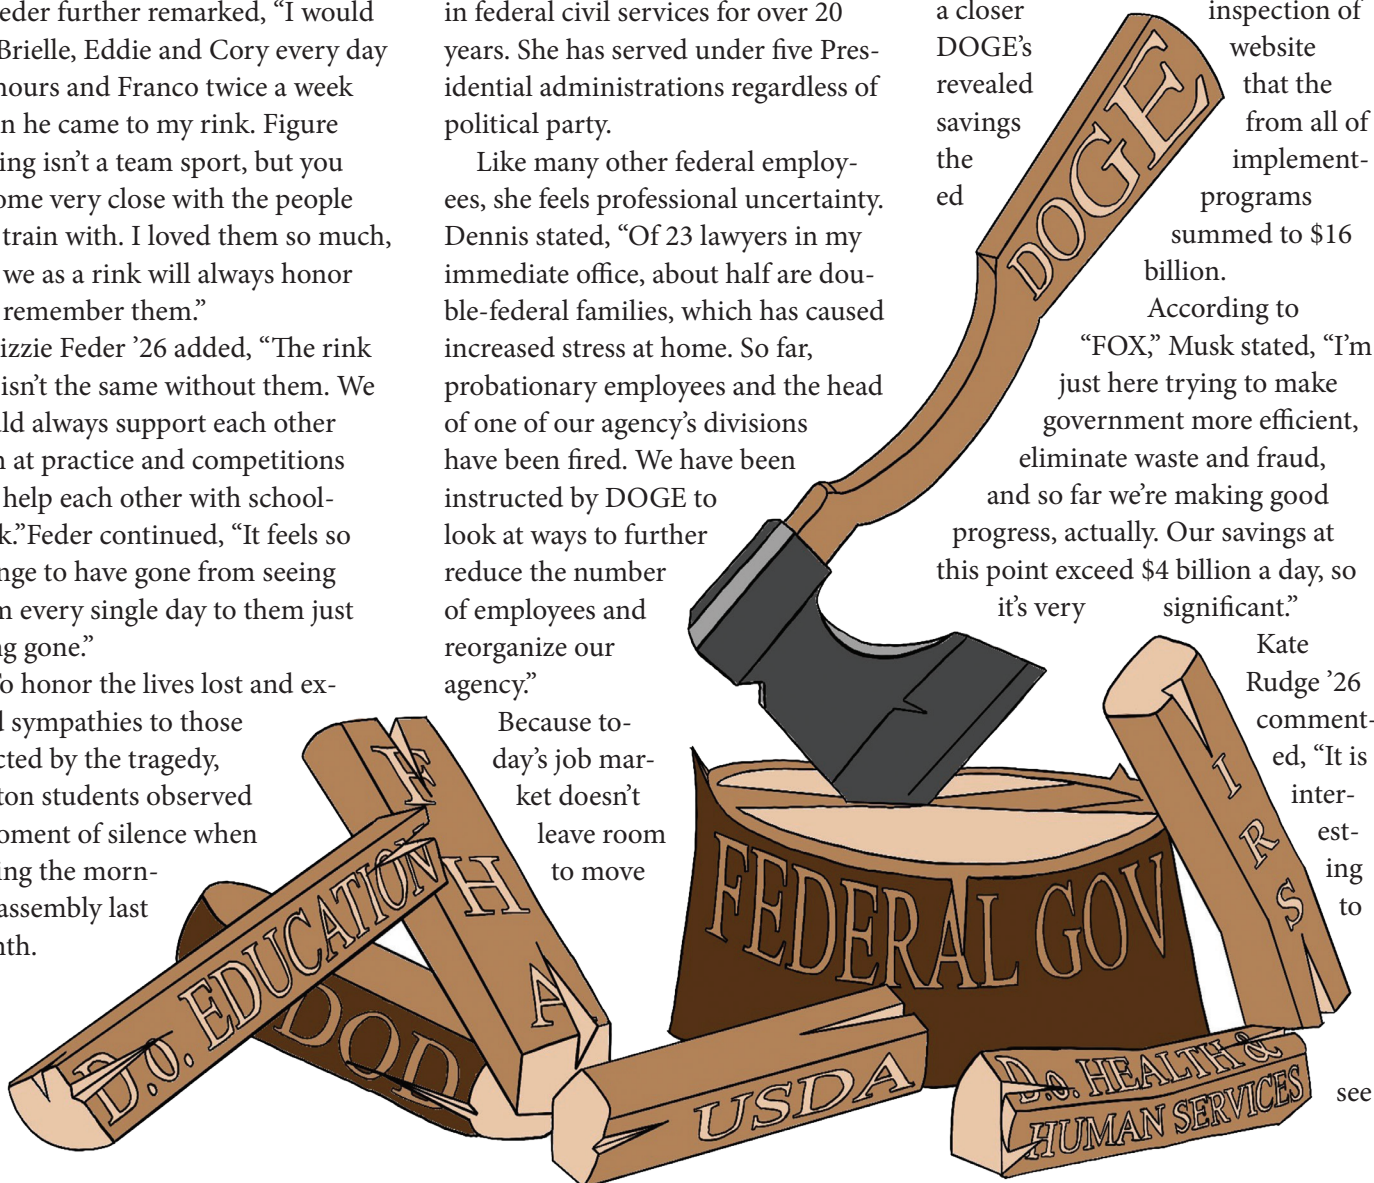 eder further remarked, “I would
Brielle, Eddie and Cory every day
hours and Franco twice a week
n he came to my rink. Figure
ing isn’t a team sport, but you
ome very close with the people
train with. I loved them so much,
we as a rink will always honor
remember them.”
izzie Feder ’26 added, “The rink
isn’t the same without them. We
ld always support each other
n at practice and competitions
help each other with school-
k.”Feder continued, “It feels so
nge to have gone from seeing
m every single day to them just
ng gone.”
o honor the lives lost and ex-
d sympathies to those
cted by the tragedy,
ton students observed
oment of silence when
ing the morn-
assembly last
nth.
in federal civil services for over 20
years. She has served under five Pres-
idential administrations regardless of
political party.
Like many other federal employ-
ees, she feels professional uncertainty.
Dennis stated, “Of 23 lawyers in my
immediate office, about half are dou-
ble-federal families, which has caused
increased stress at home. So far,
probationary employees and the head
of one of our agency’s divisions
have been fired. We have been
instructed by DOGE to
look at ways to further
reduce the number
of employees and
reorganize our
agency.”
Because to-
day’s job mar-
ket doesn’t
leave room
to move
a closer inspection of
DOGE’s website
revealed that the
savings from all of
the implement-
ed programs
summed to $16
billion.
According to
“FOX,” Musk stated, “I’m
just here trying to make
government more efficient,
eliminate waste and fraud,
and so far we’re making good
progress, actually. Our savings at
this point exceed $4 billion a day, so
it’s very significant.”
Kate
Rudge ’26
comment-
ed, “It is
inter-
est-
ing
to
see
DOGE
FEDERAL GOV
FHA
D.O. EDUCATION
DOD
USDA
IRS
D.O. HEALTH &
HUMAN SERVICES